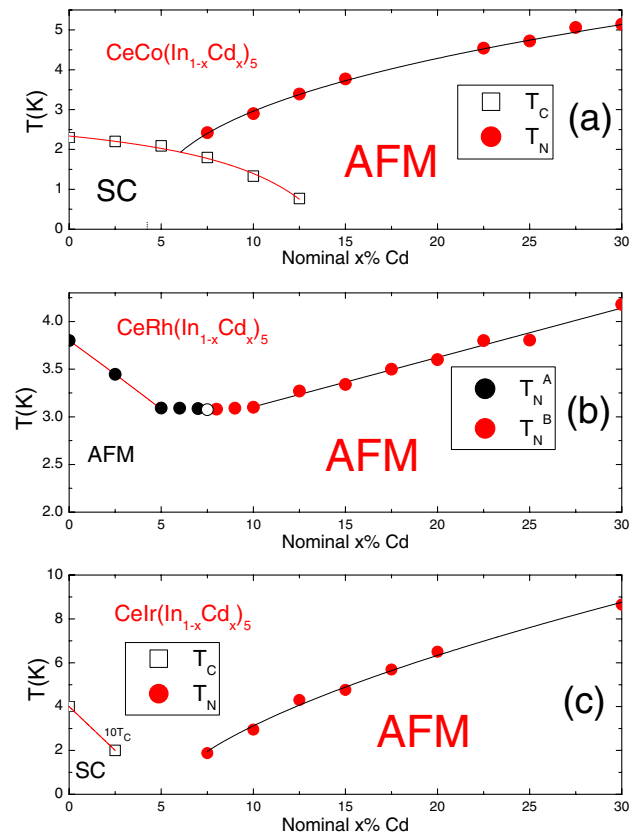 CeCo(In1-xCdx)5
T(K)
6
5
4
3
2
1
0
TC
TN
(a)
AFM
SC
0 5 10 15 20 25 30
Nominal x% Cd
CeRh(In1-xCdx)5
T(K)
4.0
3.5
3.0
2.5
2.0
TNA
TNB
(b)
AFM
AFM
0 5 10 15 20 25 30
Nominal x% Cd
CeIr(In1-xCdx)5
T(K)
10
8
6
4
2
0
TC
TN
(c)
AFM
10TC
SC
0 5 10 15 20 25 30
Nominal x% Cd